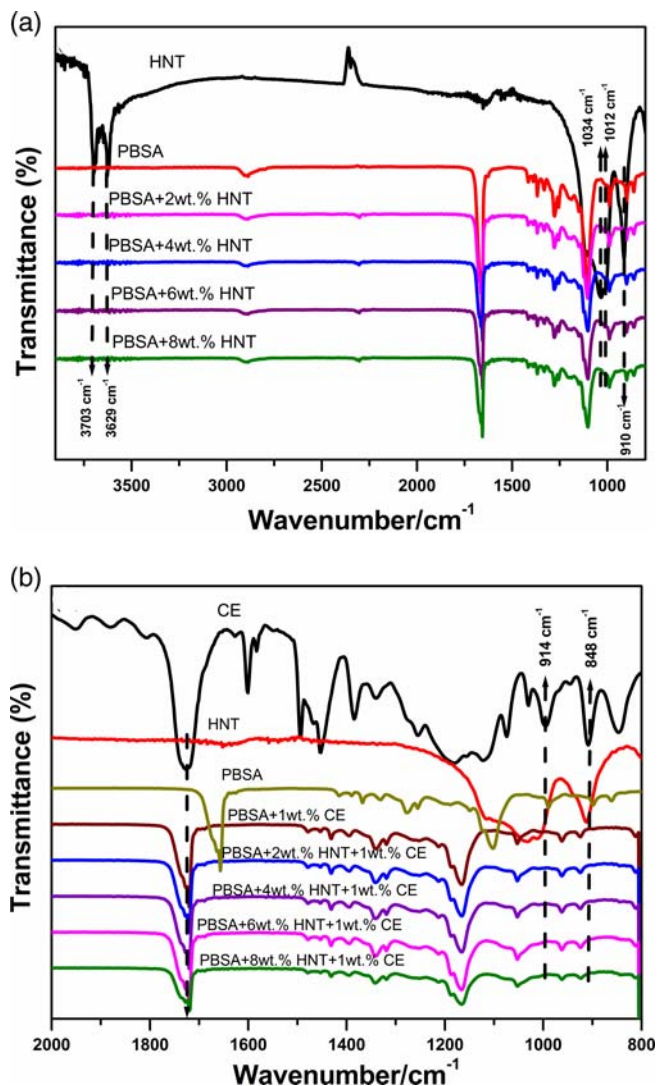 (a)
HNT
1034 cm⁻¹
1012 cm⁻¹
PBSA
PBSA+2wt.% HNT
PBSA+4wt.% HNT
PBSA+6wt.% HNT
PBSA+8wt.% HNT
3703 cm⁻¹
3629 cm⁻¹
910 cm⁻¹
Transmittance (%)
3500 3000 2500 2000 1500 1000
Wavenumber/cm⁻¹
(b)
CE
914 cm⁻¹
848 cm⁻¹
HNT
PBSA
PBSA+1wt.% CE
PBSA+2wt.% HNT+1wt.% CE
PBSA+4wt.% HNT+1wt.% CE
PBSA+6wt.% HNT+1wt.% CE
PBSA+8wt.% HNT+1wt.% CE
Transmittance (%)
2000 1800 1600 1400 1200 1000 800
Wavenumber/cm⁻¹